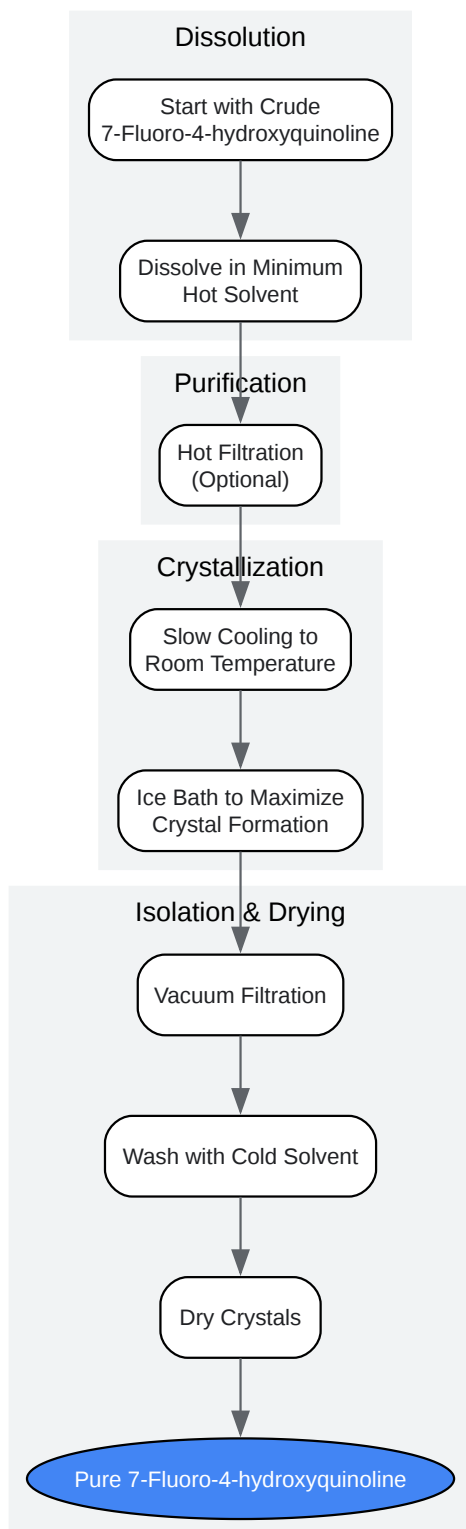 Dissolution
Start with Crude
7-Fluoro-4-hydroxyquinoline
Dissolve in Minimum
Hot Solvent
Purification
Hot Filtration
(Optional)
Crystallization
Slow Cooling to
Room Temperature
Ice Bath to Maximize
Crystal Formation
Isolation & Drying
Vacuum Filtration
Wash with Cold Solvent
Dry Crystals
Pure 7-Fluoro-4-hydroxyquinoline